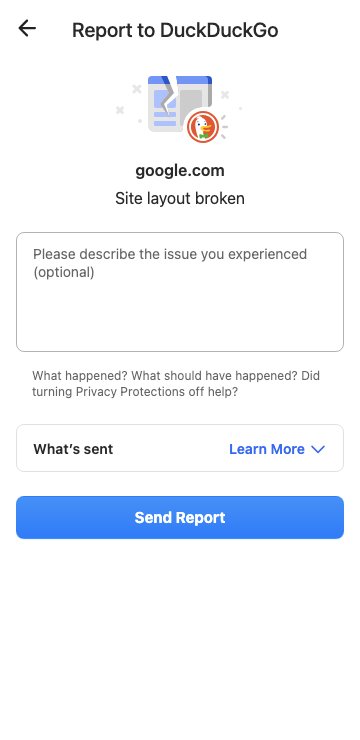 Report to DuckDuckGo
google.com
Site layout broken
Please describe the issue you experienced
(optional)
What happened? What should have happened? Did
turning Privacy Protections off help?
What's sent
Learn More
Send Report